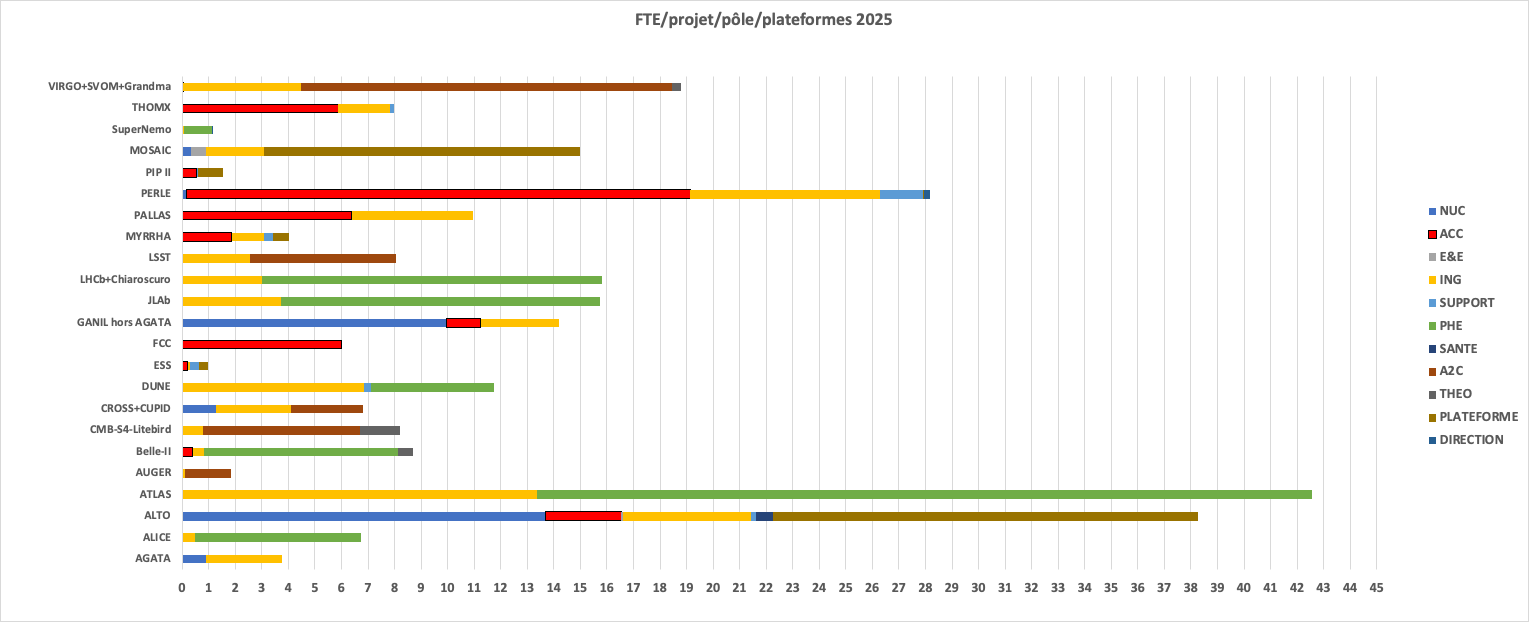 FTE/projet/pôle/plateformes 2025
VIRGO+SVOM+Grandma
THOMX
SuperNemo
MOSAIC
PIP II
PERLE
PALLAS
MYRRHA
LSST
LHCb+Chiaroscuro
JLAb
GANIL hors AGATA
FCC
ESS
DUNE
CROSS+CUPID
CMB-S4-Litebird
Belle-II
AUGER
ATLAS
ALTO
ALICE
AGATA
0 1 2 3 4 5 6 7 8 9 10 11 12 13 14 15 16 17 18 19 20 21 22 23 24 25 26 27 28 29 30 31 32 33 34 35 36 37 38 39 40 41 42 43 44 45
NUC
ACC
E&E
ING
SUPPORT
PHE
SANTE
A2C
THEO
PLATEFORME
DIRECTION